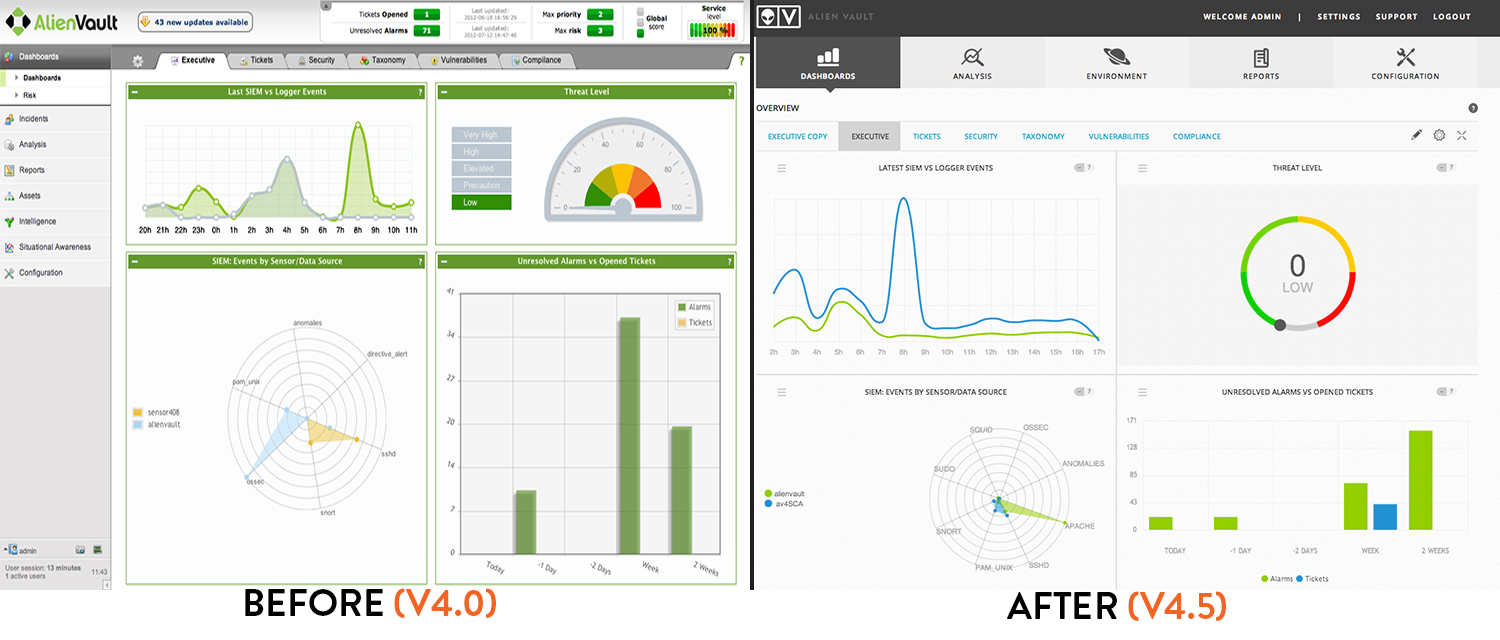 AlienVault
43 new updates available
Tickets Opened 1
Unresolved Alarms 71
Last updated:
2012-06-18 16:56:29
Last updated:
2012-07-12 14:47:46
Max priority 2
Max risk 3
Global
score
Service
level
100 %
Dashboards
Dashboards
Risk
Incidents
Analysis
Reports
Assets
Intelligence
Situational Awareness
Configuration
admin
User session: 13 minutes
1 active users
11:43
Executive Tickets Security Taxonomy Vulnerabilities Compliance ?
Last SIEM vs Logger Events ?
20h 21h 22h 23h 0h 1h 2h 3h 4h 5h 6h 7h 8h 9h 10h 11h
Threat Level ?
Very High
High
Elevated
Precaution
Low
0 20 40 60 80 100
SIEM: Events by Sensor/Data Source ?
sensor408
alienvault
anomalies
directive_alert
pam_unix
sshd
ossec
snort
Unresolved Alarms vs Opened Tickets ?
41
34
27
20
14
7
0
Alarms
Tickets
Today -1 Day -2 Days Week 2 Weeks
BEFORE (V4.0)
ALIEN VAULT
WELCOME ADMIN | SETTINGS SUPPORT LOGOUT
DASHBOARDS ANALYSIS ENVIRONMENT REPORTS CONFIGURATION
OVERVIEW ?
EXECUTIVE COPY EXECUTIVE TICKETS SECURITY TAXONOMY VULNERABILITIES COMPLIANCE
LATEST SIEM VS LOGGER EVENTS ?
2h 3h 4h 5h 6h 7h 8h 9h 10h 11h 12h 13h 14h 15h 16h 17h
THREAT LEVEL ?
0
LOW
SIEM: EVENTS BY SENSOR/DATA SOURCE ?
alienvault
av4SCA
SQUID
OSSEC
SUDO
ANOMALIES
SNORT
APACHE
PAM_UNIX
SSHD
UNRESOLVED ALARMS VS OPENED TICKETS ?
171
128
85
43
0
TODAY -1 DAY -2 DAYS WEEK 2 WEEKS
Alarms Tickets
AFTER (V4.5)